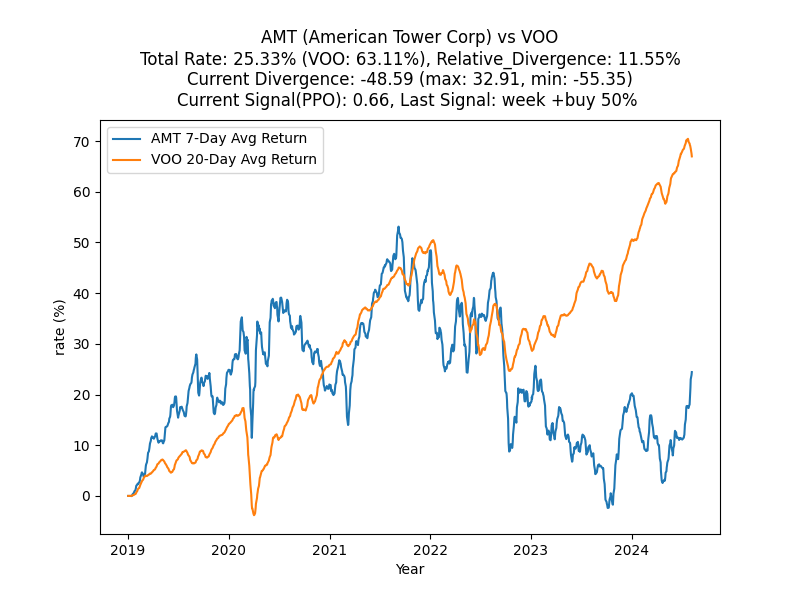 AMT (American Tower Corp) vs VOO
Total Rate: 25.33% (VOO: 63.11%), Relative_Divergence: 11.55%
Current Divergence: -48.59 (max: 32.91, min: -55.35)
Current Signal(PPO): 0.66, Last Signal: week +buy 50%
AMT 7-Day Avg Return
VOO 20-Day Avg Return
rate (%)
70
60
50
40
30
20
10
0
2019 2020 2021 2022 2023 2024
Year